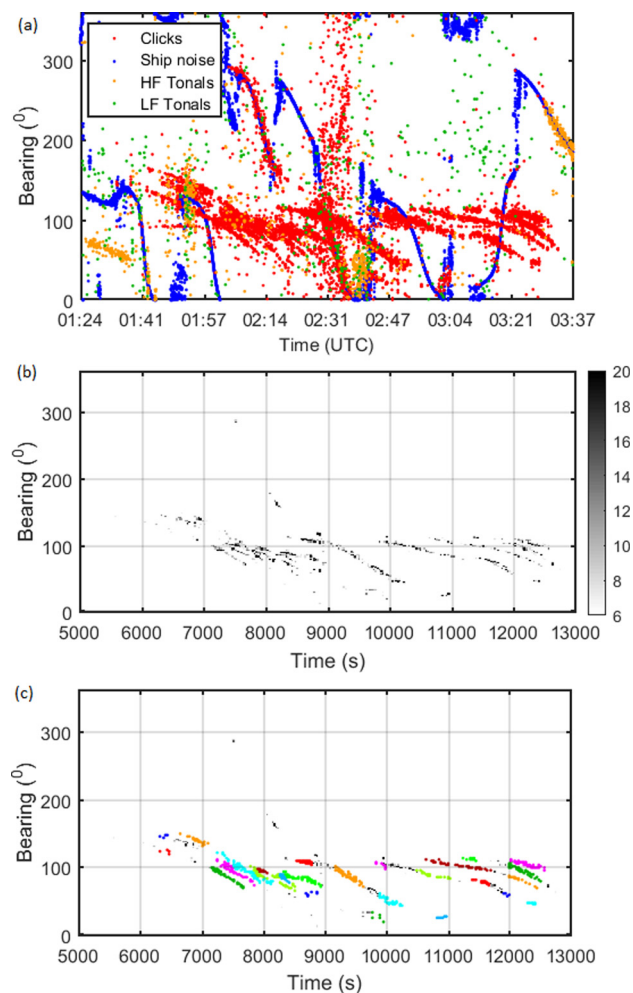 (a)
Clicks
Ship noise
HF Tonals
LF Tonals
300
200
100
0
Bearing (⁰)
01:24 01:41 01:57 02:14 02:31 02:47 03:04 03:21 03:37
Time (UTC)
(b)
300
200
100
0
Bearing (⁰)
5000 6000 7000 8000 9000 10000 11000 12000 13000
Time (s)
20
18
16
14
12
10
8
6
(c)
300
200
100
0
Bearing (⁰)
5000 6000 7000 8000 9000 10000 11000 12000 13000
Time (s)